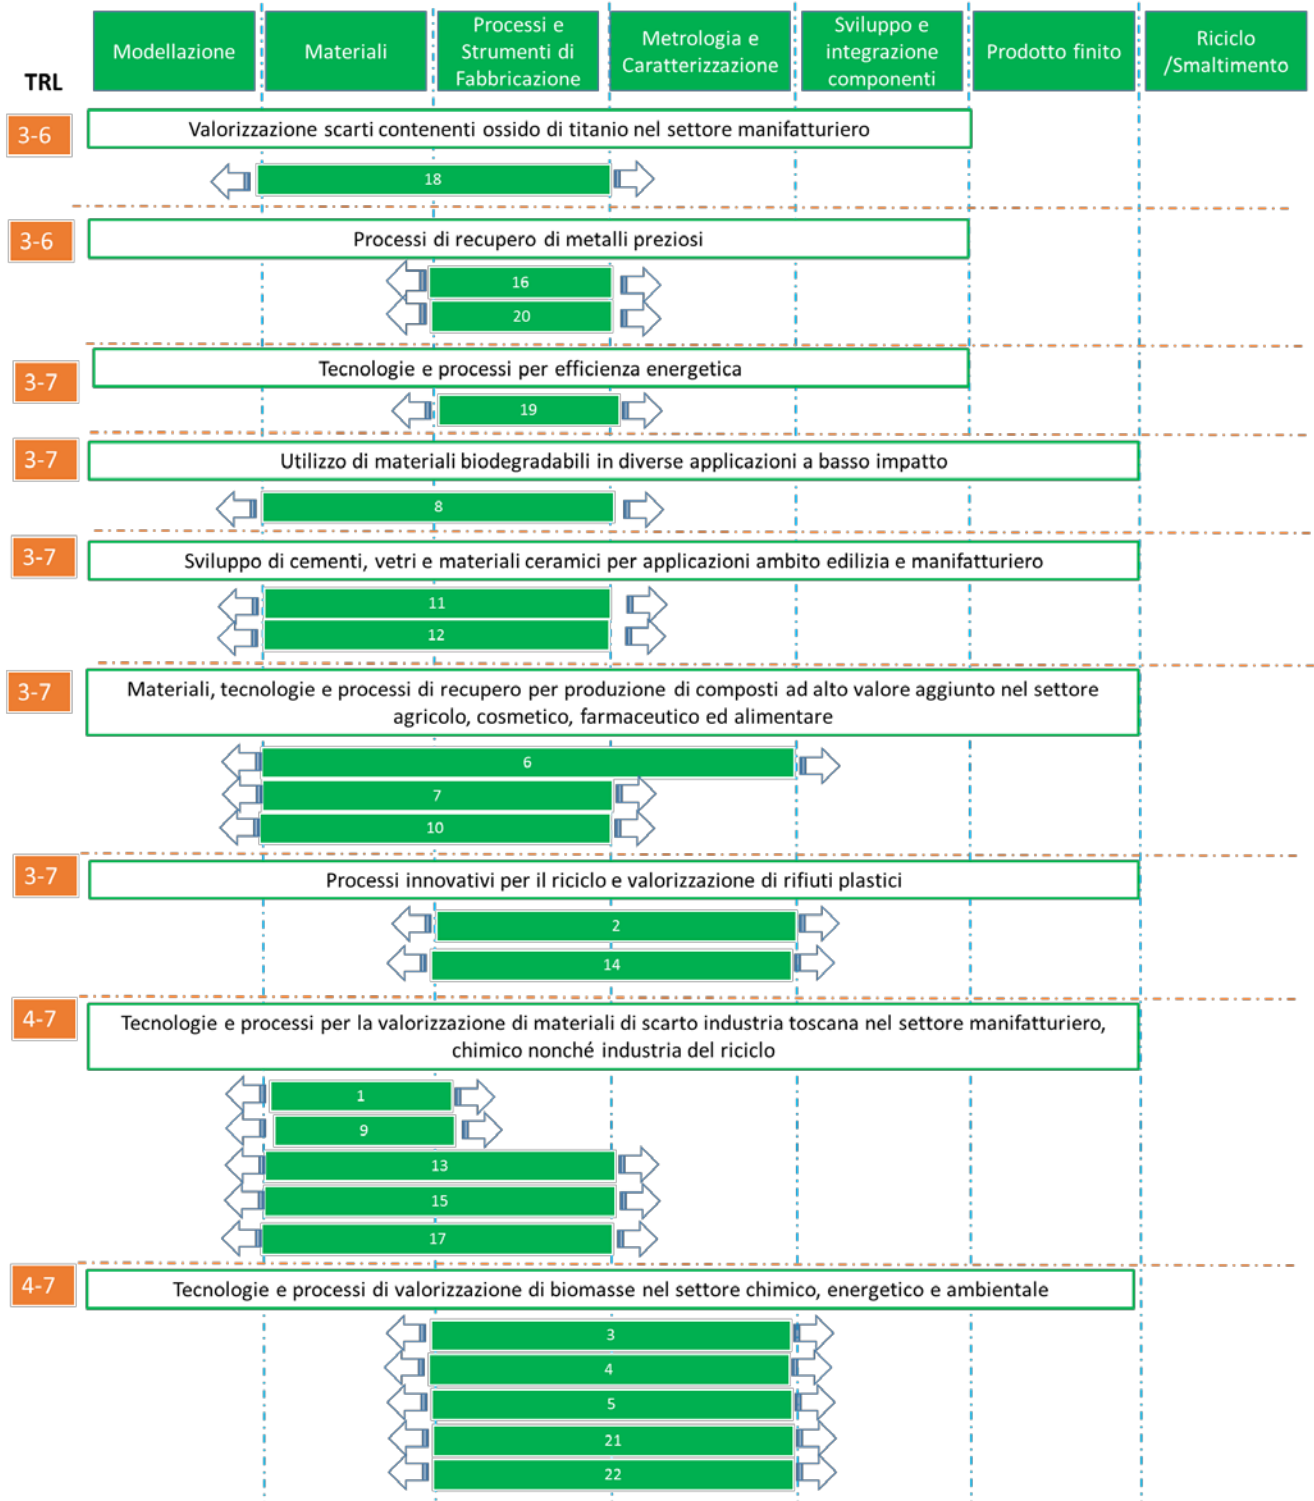 TRL
Modellazione
Materiali
Processi e
Strumenti di
Fabbricazione
Metrologia e
Caratterizzazione
Sviluppo e
integrazione
componenti
Prodotto finito
Riciclo
/Smaltimento
3-6
Valorizzazione scarti contenenti ossido di titanio nel settore manifatturiero
18
3-6
Processi di recupero di metalli preziosi
16
20
3-7
Tecnologie e processi per efficienza energetica
19
3-7
Utilizzo di materiali biodegradabili in diverse applicazioni a basso impatto
8
3-7
Sviluppo di cementi, vetri e materiali ceramici per applicazioni ambito edilizia e manifatturiero
11
12
3-7
Materiali, tecnologie e processi di recupero per produzione di composti ad alto valore aggiunto nel settore
agricolo, cosmetico, farmaceutico ed alimentare
6
7
10
3-7
Processi innovativi per il riciclo e valorizzazione di rifiuti plastici
2
14
4-7
Tecnologie e processi per la valorizzazione di materiali di scarto industria toscana nel settore manifatturiero,
chimico nonché industria del riciclo
1
9
13
15
17
4-7
Tecnologie e processi di valorizzazione di biomasse nel settore chimico, energetico e ambientale
3
4
5
21
22